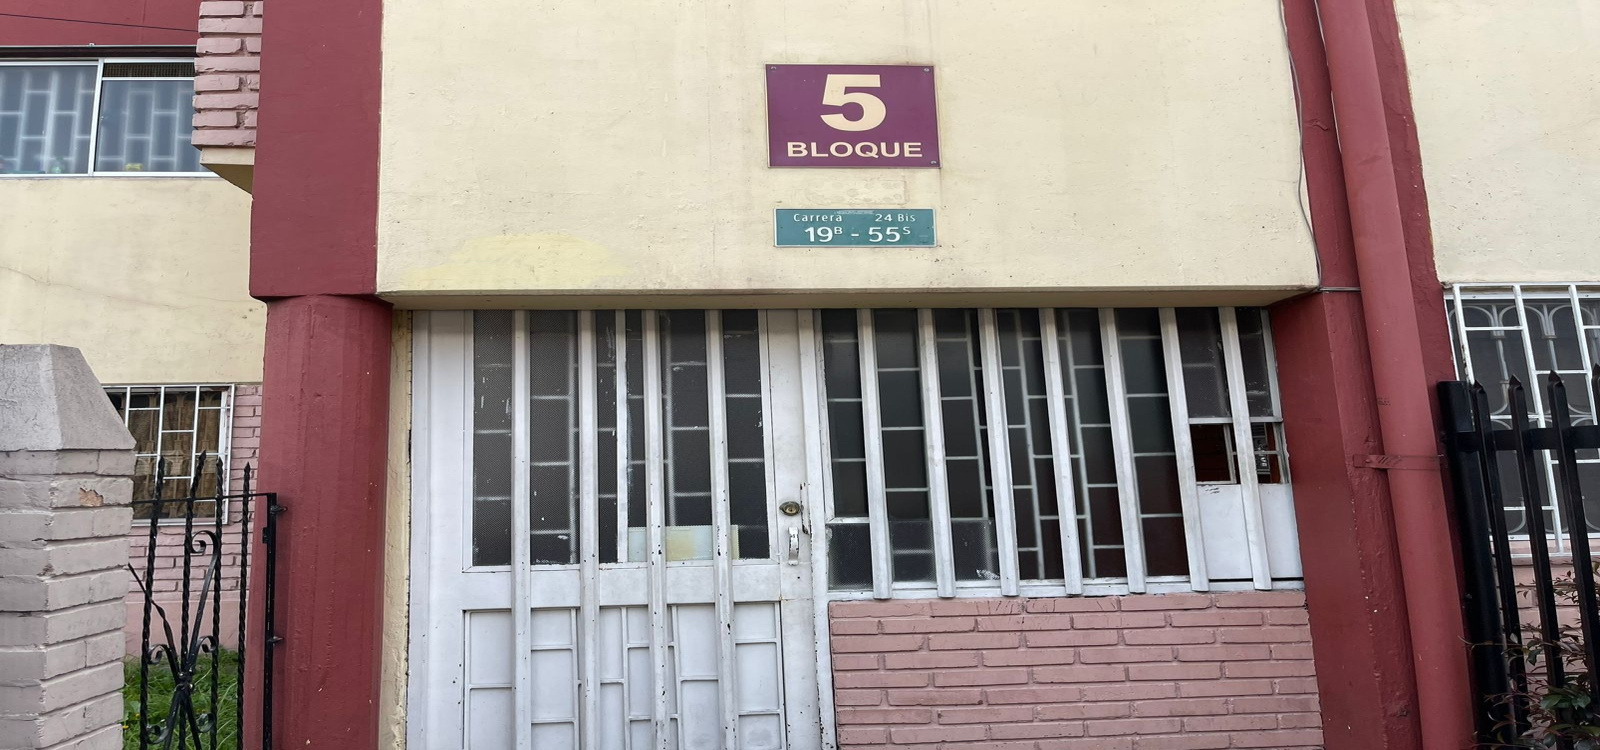 5
BLOQUE
Carrera 24 Bis
19B - 55S